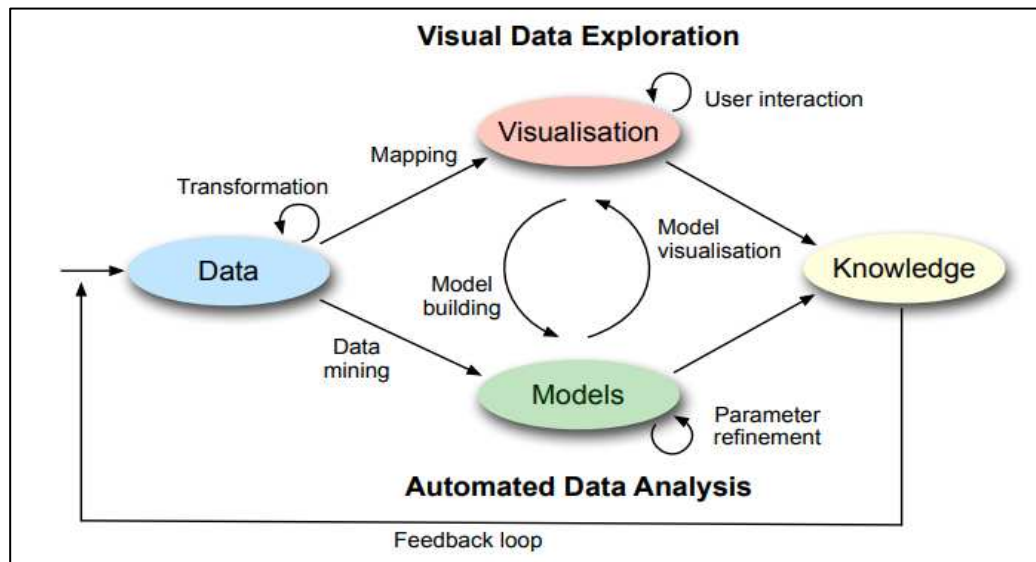 Visual Data Exploration
User interaction
Visualisation
Mapping
Transformation
Data
Model
building
Model
visualisation
Knowledge
Data
mining
Models
Parameter
refinement
Automated Data Analysis
Feedback loop